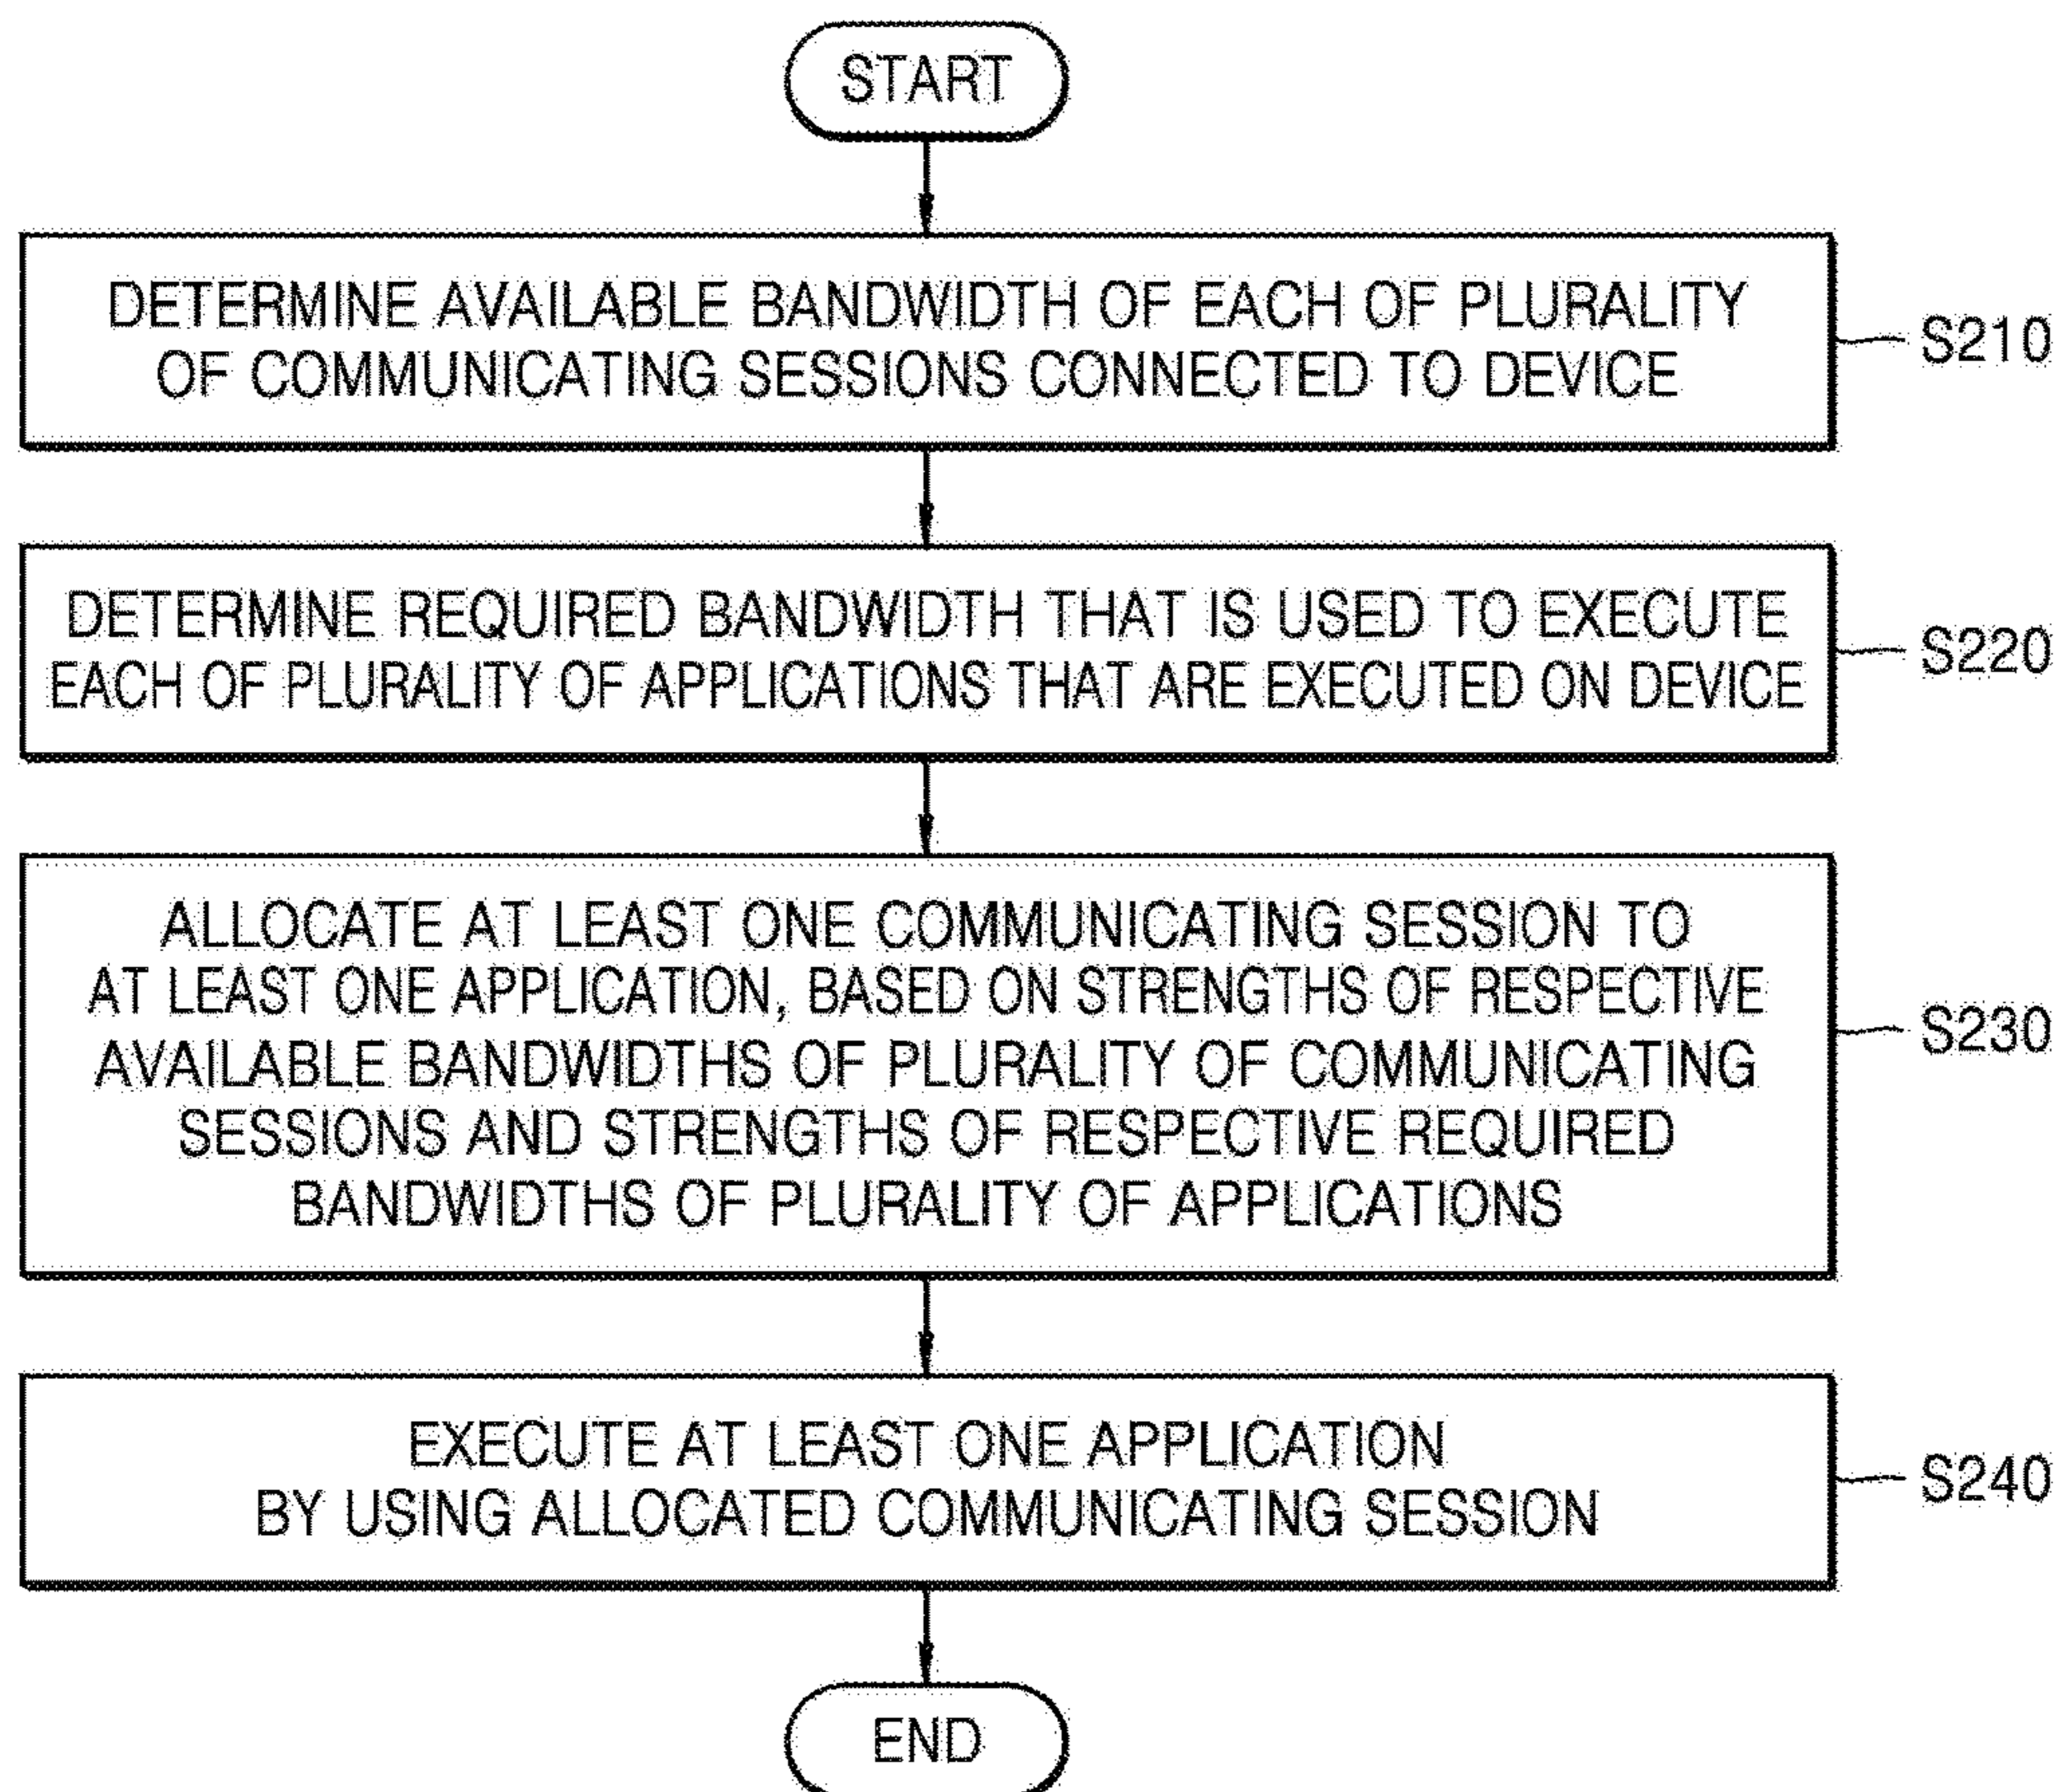 START
DETERMINE AVAILABLE BANDWIDTH OF EACH OF PLURALITY
OF COMMUNICATING SESSIONS CONNECTED TO DEVICE
S210
DETERMINE REQUIRED BANDWIDTH THAT IS USED TO EXECUTE
EACH OF PLURALITY OF APPLICATIONS THAT ARE EXECUTED ON DEVICE
S220
ALLOCATE AT LEAST ONE COMMUNICATING SESSION TO
AT LEAST ONE APPLICATION, BASED ON STRENGTHS OF RESPECTIVE
AVAILABLE BANDWIDTHS OF PLURALITY OF COMMUNICATING
SESSIONS AND STRENGTHS OF RESPECTIVE REQUIRED
BANDWIDTHS OF PLURALITY OF APPLICATIONS
S230
EXECUTE AT LEAST ONE APPLICATION
BY USING ALLOCATED COMMUNICATING SESSION
S240
END